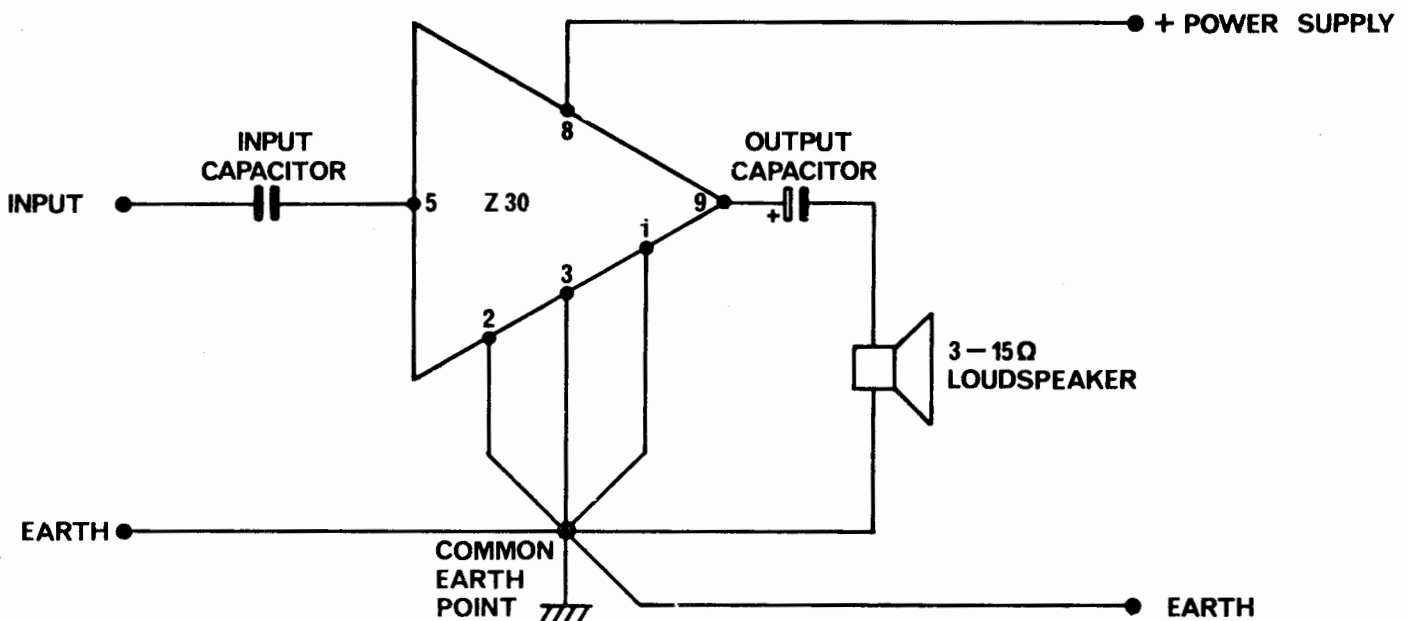 + POWER SUPPLY
8
INPUT
CAPACITOR
OUTPUT
CAPACITOR
INPUT
5
Z 30
9
+
i
3
2
3 – 15Ω
LOUDSPEAKER
EARTH
COMMON
EARTH
POINT
EARTH